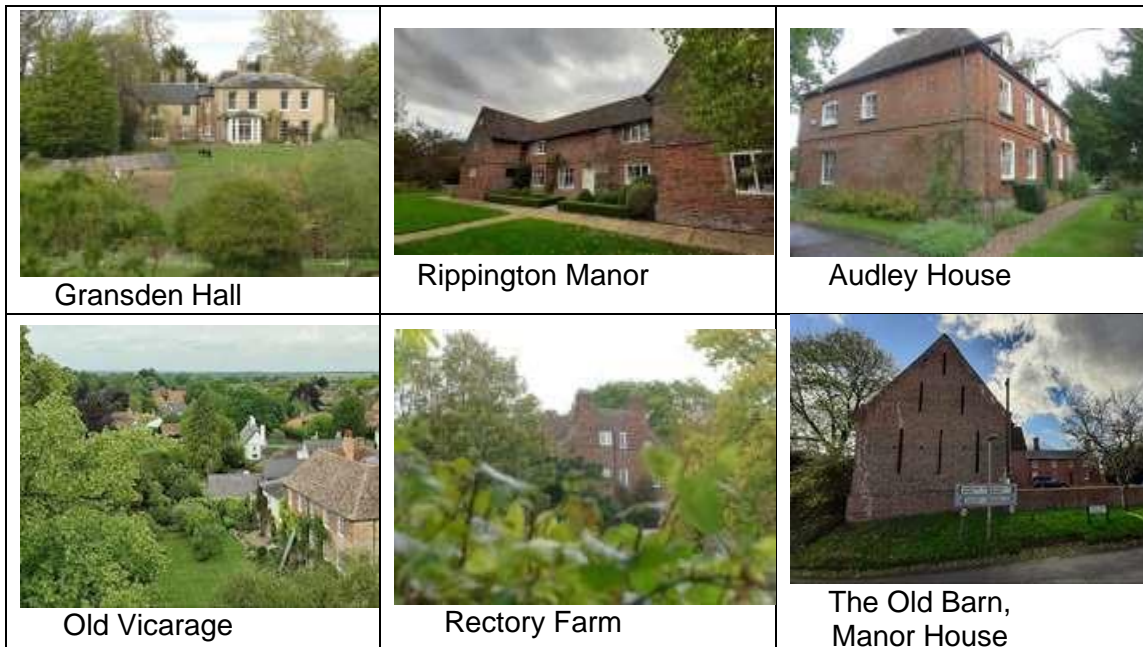 Gransden Hall
Rippington Manor
Audley House
Old Vicarage
Rectory Farm
The Old Barn,
Manor House